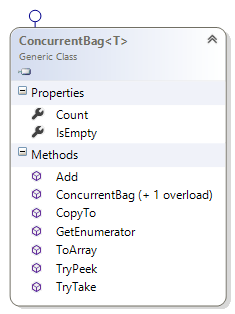 ConcurrentBag<T>
Generic Class
Properties
Count
IsEmpty
Methods
Add
ConcurrentBag (+ 1 overload)
CopyTo
GetEnumerator
ToArray
TryPeek
TryTake